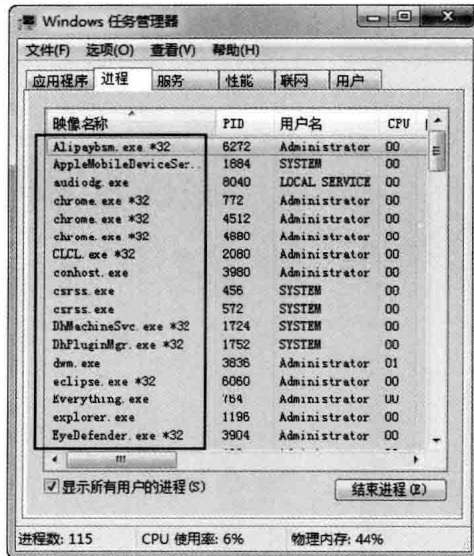 Windows 任务管理器
文件(F) 选项(O) 查看(V) 帮助(H)
应用程序 进程 服务 性能 联网 用户
映像名称 PID 用户名 CPU
Alipaybsm.exe *32 6272 Administrator 00
AppleMobileDeviceSer... 1884 SYSTEM 00
audiodg.exe 8040 LOCAL SERVICE 00
chrome.exe *32 772 Administrator 00
chrome.exe *32 4512 Administrator 00
chrome.exe *32 4880 Administrator 00
CLCL.exe *32 2080 Administrator 00
conhost.exe 3980 Administrator 00
csrss.exe 456 SYSTEM 00
csrss.exe 572 SYSTEM 00
DhMachineSvc.exe *32 1724 SYSTEM 00
DhPluginMgr.exe *32 1752 SYSTEM 00
dwm.exe 3836 Administrator 01
eclipse.exe *32 6060 Administrator 00
Everything.exe 764 Administrator 00
explorer.exe 1196 Administrator 00
EyeDefender.exe *32 3904 Administrator 00
显示所有用户的进程(S) 结束进程(E)
进程数: 115 CPU 使用率: 6% 物理内存: 44%